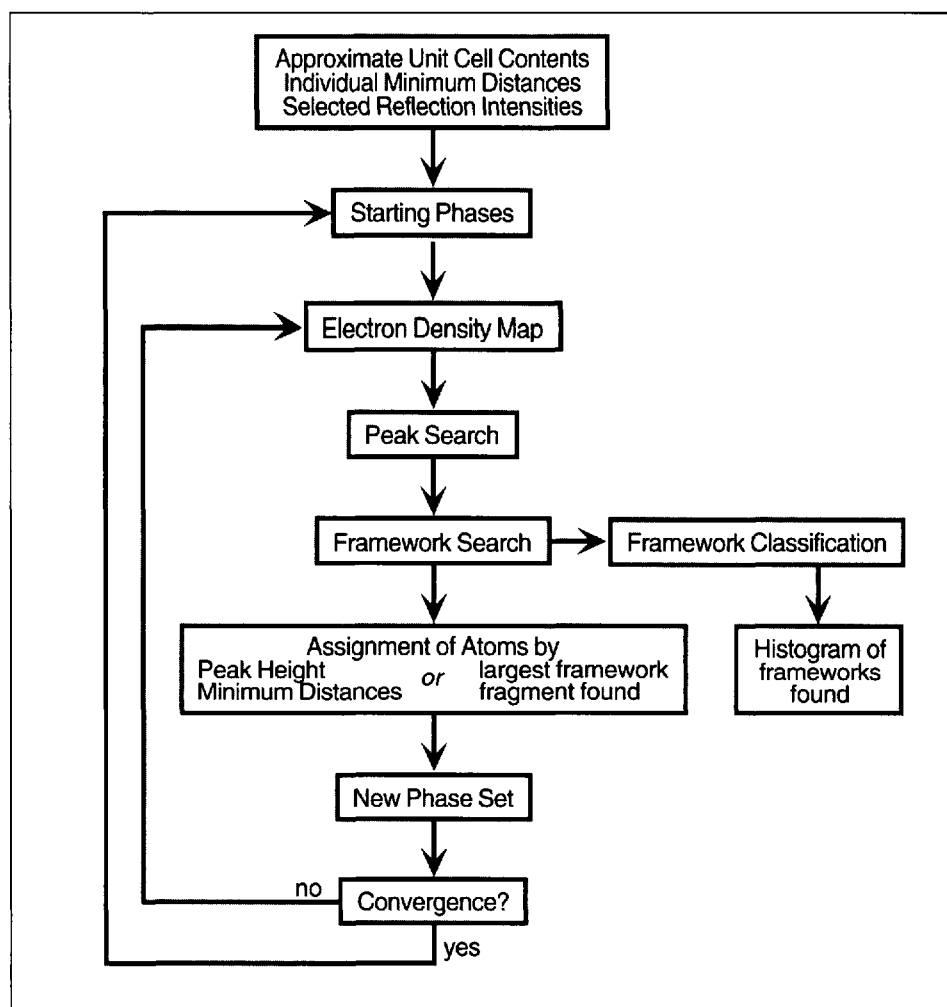 Approximate Unit Cell Contents
Individual Minimum Distances
Selected Reflection Intensities
Starting Phases
Electron Density Map
Peak Search
Framework Search
Framework Classification
Assignment of Atoms by
Peak Height or largest framework
Minimum Distances fragment found
Histogram of
frameworks
found
New Phase Set
no
Convergence?
yes